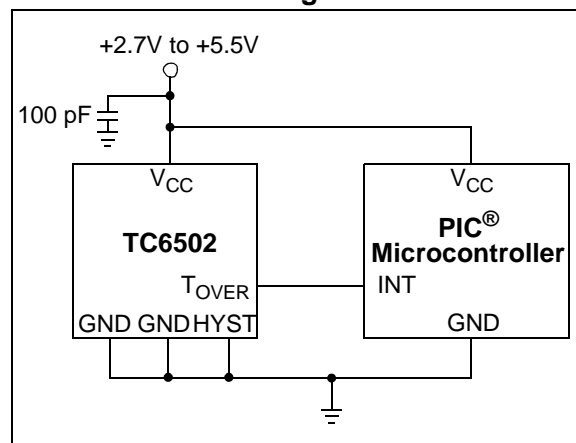 +2.7V to +5.5V
100 pF
VCC
TC6502
TOVER
GND GND HYST
VCC
PIC®
Microcontroller
INT
GND